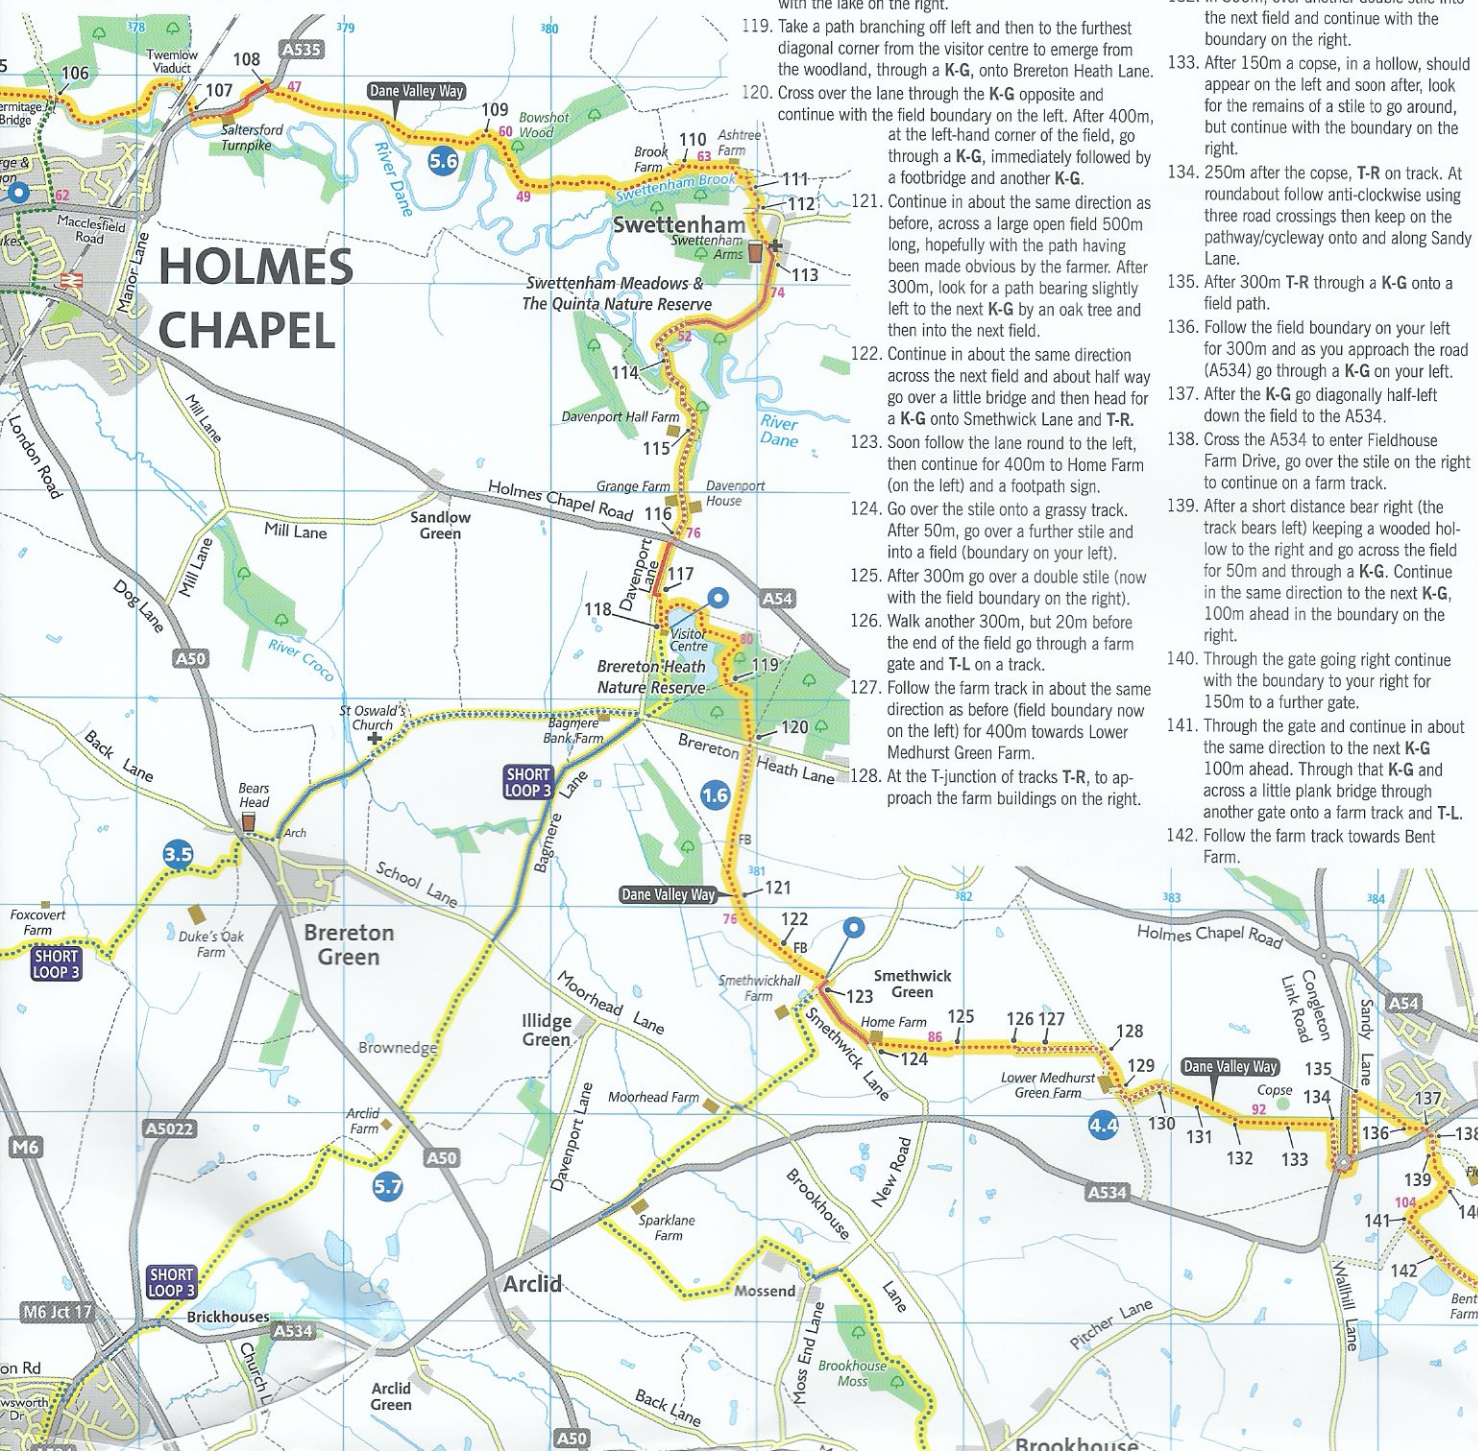 with the lake on the right.
119. Take a path branching off left and then to the furthest
diagonal corner from the visitor centre to emerge from
the woodland, through a K-G, onto Brereton Heath Lane.
120. Cross over the lane through the K-G opposite and
continue with the field boundary on the left. After 400m,
at the left-hand corner of the field, go
through a K-G, immediately followed by
a footbridge and another K-G.
121. Continue in about the same direction as
before, across a large open field 500m
long, hopefully with the path having
been made obvious by the farmer. After
300m, look for a path bearing slightly
left to the next K-G by an oak tree and
then into the next field.
122. Continue in about the same direction
across the next field and about half way
go over a little bridge and then head for
a K-G onto Smethwick Lane and T-R.
123. Soon follow the lane round to the left,
then continue for 400m to Home Farm
(on the left) and a footpath sign.
124. Go over the stile onto a grassy track.
After 50m, go over a further stile and
into a field (boundary on your left).
125. After 300m go over a double stile (now
with the field boundary on the right).
126. Walk another 300m, but 20m before
the end of the field go through a farm
gate and T-L on a track.
127. Follow the farm track in about the same
direction as before (field boundary now
on the left) for 400m towards Lower
Medhurst Green Farm.
128. At the T-junction of tracks T-R, to ap-
proach the farm buildings on the right.
the next field and continue with the
boundary on the right.
133. After 150m a copse, in a hollow, should
appear on the left and soon after, look
for the remains of a stile to go around,
but continue with the boundary on the
right.
134. 250m after the copse, T-R on track. At
roundabout follow anti-clockwise using
three road crossings then keep on the
pathway/cycleway onto and along Sandy
Lane.
135. After 300m T-R through a K-G onto a
field path.
136. Follow the field boundary on your left
for 300m and as you approach the road
(A534) go through a K-G on your left.
137. After the K-G go diagonally half-left
down the field to the A534.
138. Cross the A534 to enter Fieldhouse
Farm Drive, go over the stile on the right
to continue on a farm track.
139. After a short distance bear right (the
track bears left) keeping a wooded hol-
low to the right and go across the field
for 50m and through a K-G. Continue
in the same direction to the next K-G,
100m ahead in the boundary on the
right.
140. Through the gate going right continue
with the boundary to your right for
150m to a further gate.
141. Through the gate and continue in about
the same direction to the next K-G
100m ahead. Through that K-G and
across a little plank bridge through
another gate onto a farm track and T-L.
142. Follow the farm track towards Bent
Farm.
378
379
380
Twemlow
Viaduct
106
107
108
A535
47
Bridge
Saltersford
Turnpike
Dane Valley Way
River Dane
5.6
109
60
Bowshot
Wood
49
Brook
Farm
110
63
Ashtree
Farm
Swettenham Brook
111
112
Swettenham
Swettenham
Arms
113
74
62
Macclesfield
Road
Manor Lane
HOLMES
CHAPEL
Swettenham Meadows &
The Quinta Nature Reserve
52
114
Davenport Hall Farm
115
River
Dane
London Road
Mill Lane
Mill Lane
Mill Lane
Sandlow
Green
Holmes Chapel Road
Grange Farm
Davenport
House
116
76
Davenport
Lane
117
118
A54
Visitor
Centre
80
119
Brereton Heath
Nature Reserve
120
Brereton
Heath Lane
Dog Lane
A50
River Croco
St Oswald's
Church
Bagmere
Bank Farm
SHORT
LOOP 3
Bagmere
Lane
1.6
FB
381
Back Lane
Bears
Head
Arch
3.5
School Lane
Foxcovert
Farm
SHORT
LOOP 3
Duke's Oak
Farm
Brereton
Green
Dane Valley Way
121
76
122
FB
Smethwickhall
Farm
123
Smethwick
Green
Smethwick Lane
Home Farm
124
86
125
126
127
128
129
382
383
384
Holmes Chapel Road
Congleton
Link Road
Sandy Lane
A54
Lower Medhurst
Green Farm
Dane Valley Way
Copse
92
4.4
130
131
132
133
134
135
136
137
138
139
104
141
142
Bent
Farm
Illidge
Green
Moorhead Lane
Brownedge
Moorhead Farm
Davenport Lane
Arclid
Farm
A50
5.7
A5022
M6
A534
New Road
Brookhouse
Lane
Sparklane
Farm
Arclid
Mossend
Moss End Lane
Brookhouse
Moss
Pitcher Lane
Wallhill Lane
SHORT
LOOP 3
M6 Jct 17
Brickhouses
A534
Arclid
Green
A50
Back Lane
Brookhouse